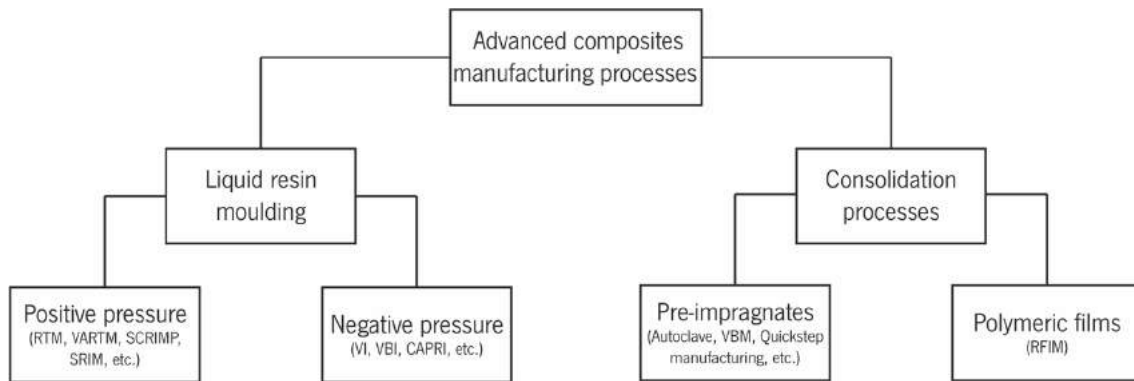 Advanced composites
manufacturing processes
Liquid resin
moulding
Consolidation
processes
Positive pressure
(RTM, VARTM, SCRIMP,
SRIM, etc.)
Negative pressure
(VI, VBI, CAPRI, etc.)
Pre-impragnates
(Autoclave, VBM, Quickstep
manufacturing, etc.)
Polymeric films
(RFIM)